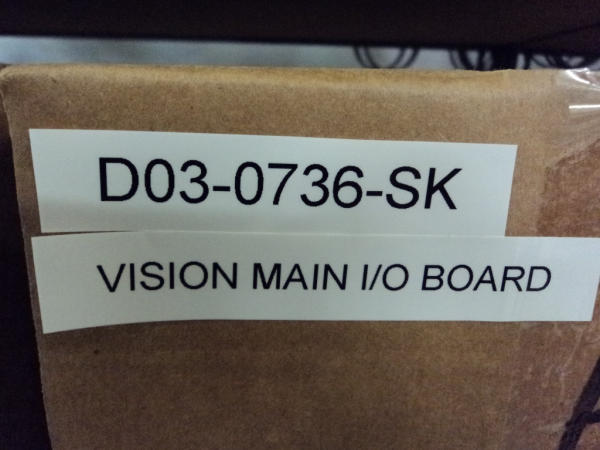 D03-0736-SK
VISION MAIN I/O BOARD